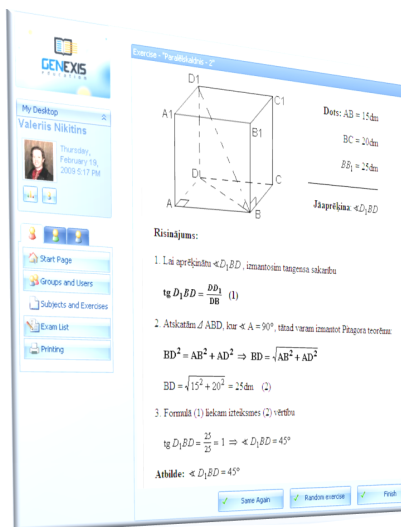 GENEXIS
EDUCATION
My Desktop
Valeriis Nikitins
Thursday,
February 19,
2009 5:17 PM
Start Page
Groups and Users
Subjects and Exercises
Exam List
Printing
Exercise - "Paralēlskaldnis - 2"
D1
C1
A1
B1
D
C
A
B
Dots: AB = 15dm
BC = 20dm
BB₁ = 25dm
Jāaprēķina: ∢D₁BD
Risinājums:
1. Lai aprēķinātu ∢D₁BD, izmantosim tangensa sakarību
tg D₁BD = DD₁/DB (1)
2. Atskatām Δ ABD, kur ∢ A = 90°, tātad varam izmantot Pitagora teorēmu:
BD² = AB² + AD² ⇒ BD = √(AB² + AD²)
BD = √(15² + 20²) = 25dm (2)
3. Formulā (1) liekam izteiksmes (2) vērtību
tg D₁BD = 25/25 = 1 ⇒ ∢ D₁BD = 45°
Atbilde: ∢ D₁BD = 45°
Same Again
Random exercise
Finish